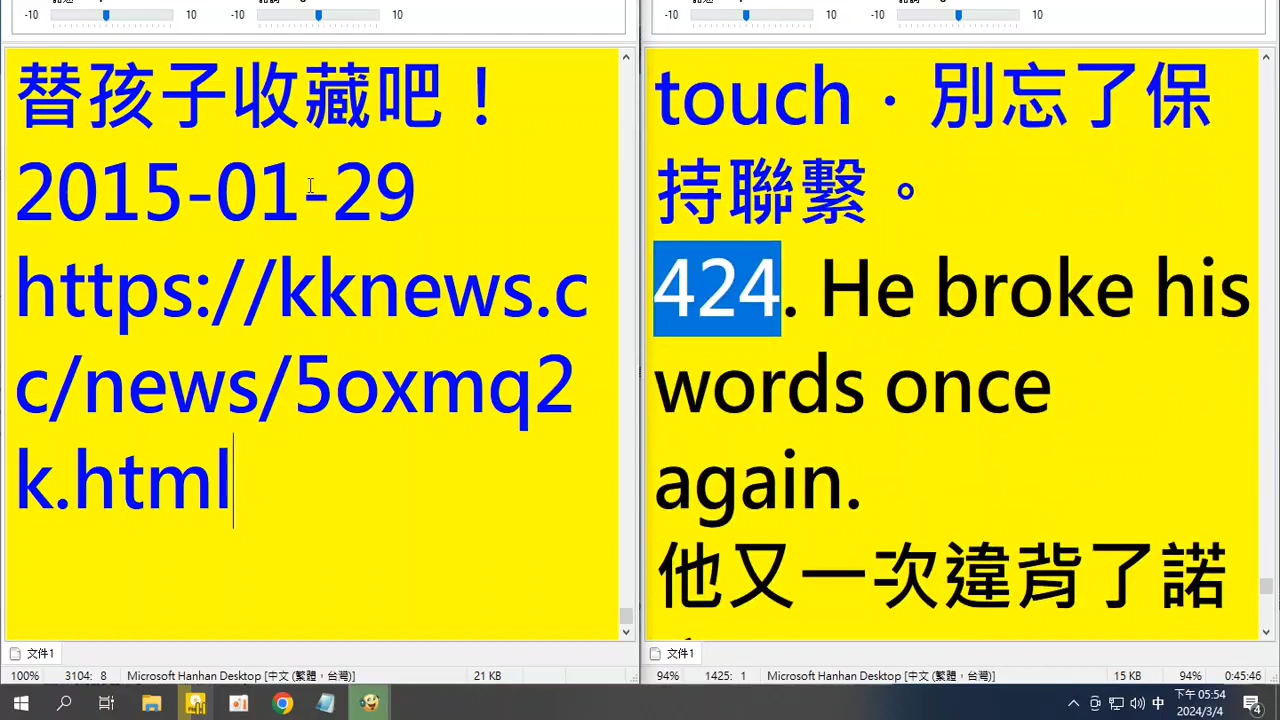 -10 10 -10 10
替孩子收藏吧！
2015-01-29
https://kknews.c
c/news/5oxmq2
k.html
文件1
100% 3104: 8 Microsoft Hanhan Desktop [中文 (繁體，台灣)] 21 KB
-10 10 -10 10
touch．別忘了保
持聯繫。
424. He broke his
words once
again.
他又一次違背了諾
文件1
94% 1425: 1 Microsoft Hanhan Desktop [中文 (繁體，台灣)] 15 KB 94% 0:45:46
中
下午 05:54
2024/3/4
4